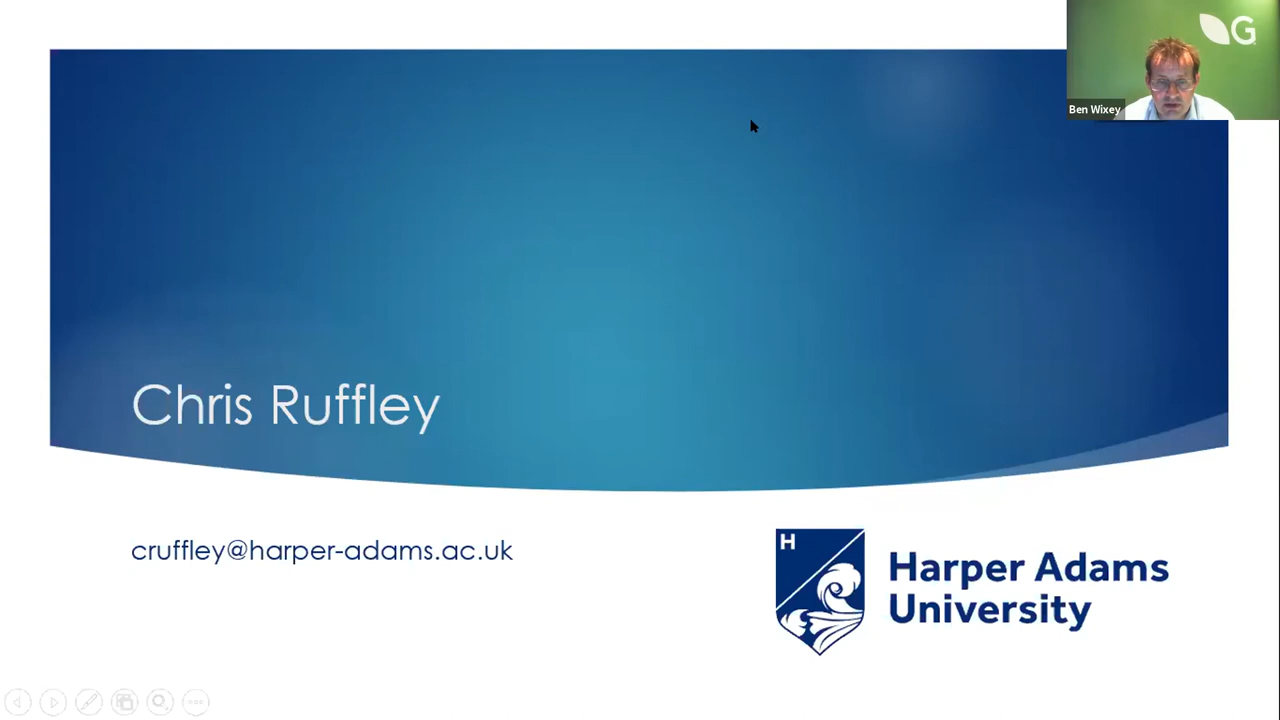 G
Ben Wixey
Chris Ruffley
cruffley@harper-adams.ac.uk
H
Harper Adams
University